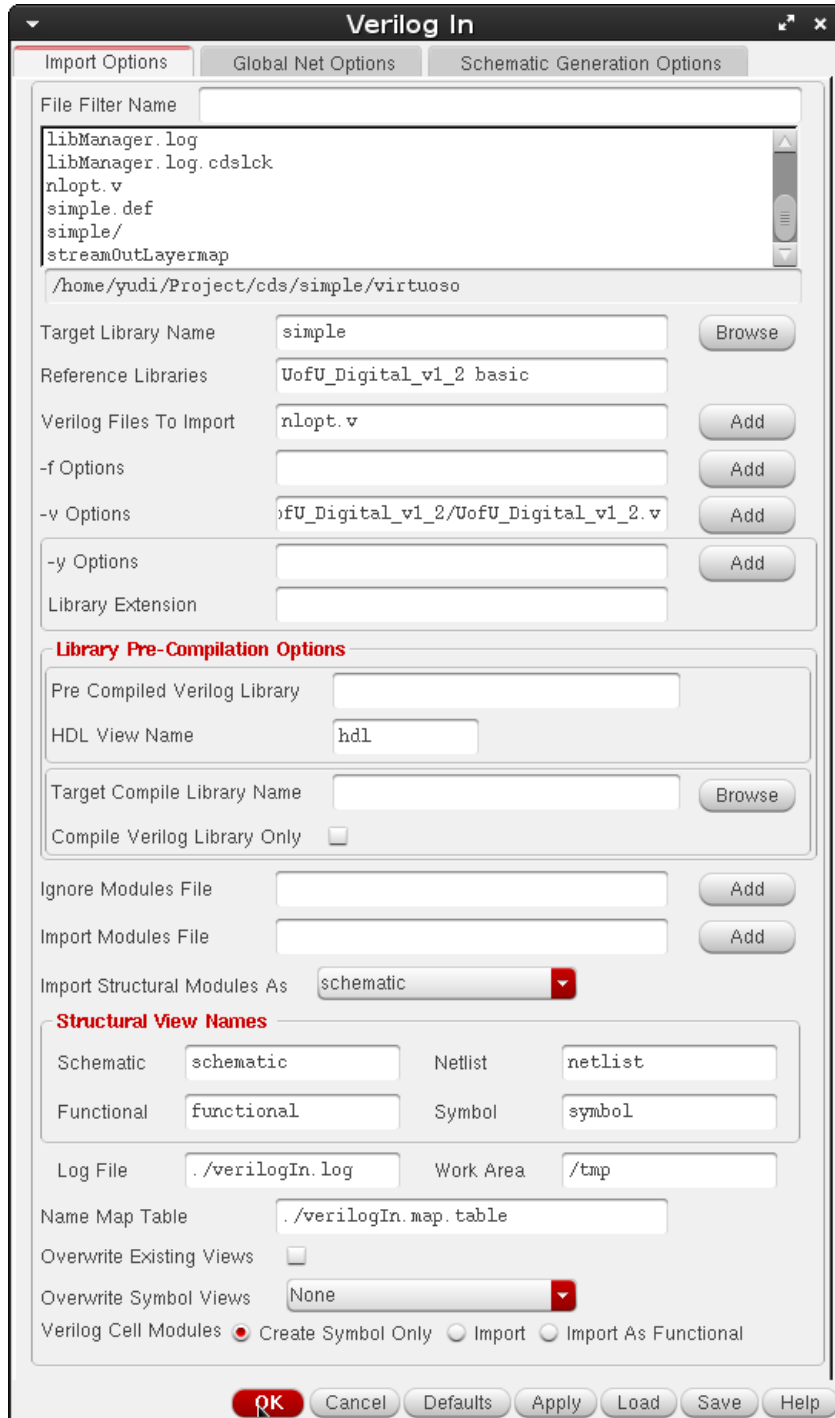 Verilog In
Import Options Global Net Options Schematic Generation Options
File Filter Name
libManager.log
libManager.log.cdslck
nlopt.v
simple.def
simple/
streamOutLayermap
/home/yudi/Project/cds/simple/virtuoso
Target Library Name simple Browse
Reference Libraries UofU_Digital_v1_2 basic
Verilog Files To Import nlopt.v Add
-f Options Add
-v Options ofU_Digital_v1_2/UofU_Digital_v1_2.v Add
-y Options Add
Library Extension
Library Pre-Compilation Options
Pre Compiled Verilog Library
HDL View Name hdl
Target Compile Library Name Browse
Compile Verilog Library Only
Ignore Modules File Add
Import Modules File Add
Import Structural Modules As schematic
Structural View Names
Schematic schematic Netlist netlist
Functional functional Symbol symbol
Log File ./verilogIn.log Work Area /tmp
Name Map Table ./verilogIn.map.table
Overwrite Existing Views
Overwrite Symbol Views None
Verilog Cell Modules Create Symbol Only Import Import As Functional
OK Cancel Defaults Apply Load Save Help